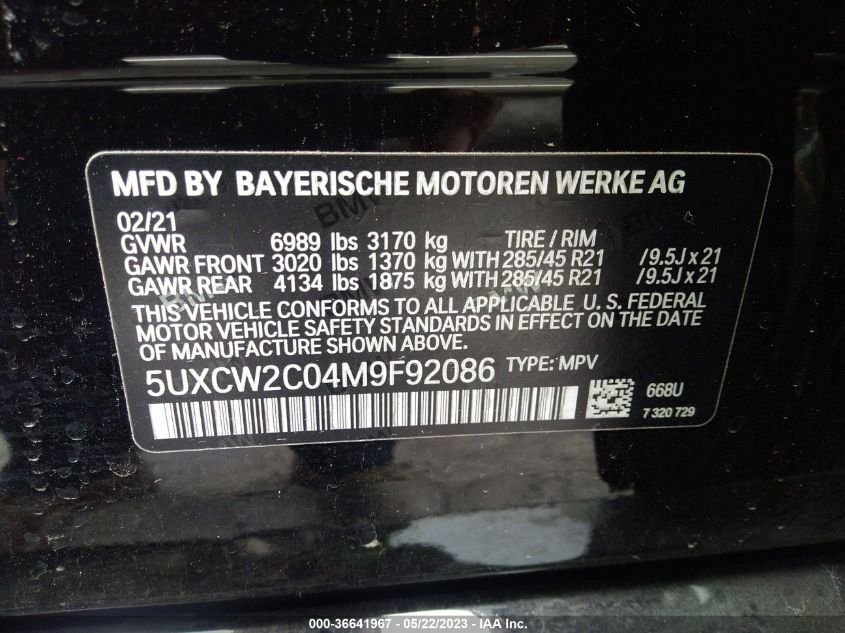 MFD BY BAYERISCHE MOTOREN WERKE AG
02/21
GVWR 6989 lbs 3170 kg TIRE / RIM
GAWR FRONT 3020 lbs 1370 kg WITH 285/45 R21 /9.5J x 21
GAWR REAR 4134 lbs 1875 kg WITH 285/45 R21 /9.5J x 21
THIS VEHICLE CONFORMS TO ALL APPLICABLE U. S. FEDERAL
MOTOR VEHICLE SAFETY STANDARDS IN EFFECT ON THE DATE
OF MANUFACTURE SHOWN ABOVE.
5UXCW2C04M9F92086 TYPE: MPV
668U
7 320 729
000-36641967 - 05/22/2023 - IAA Inc.